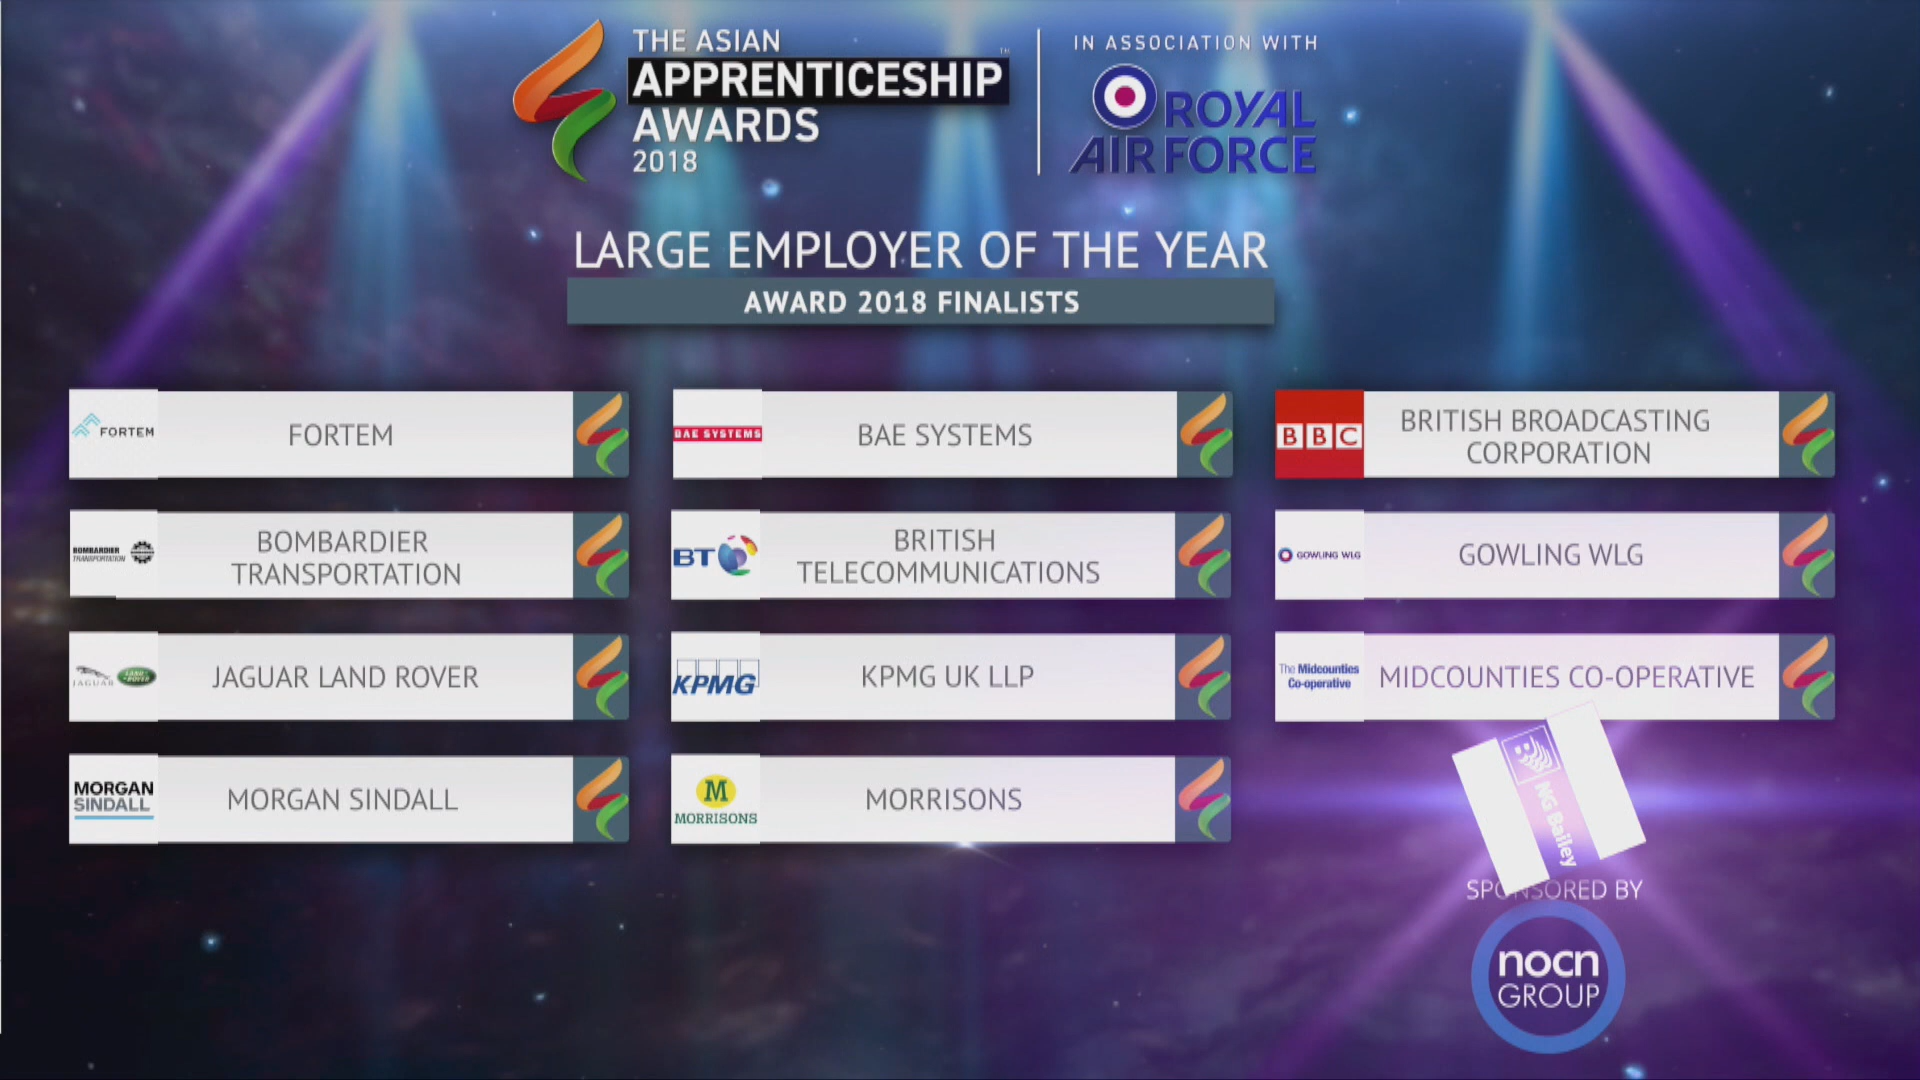 THE ASIAN
APPRENTICESHIP™
AWARDS
2018
IN ASSOCIATION WITH
ROYAL
AIR FORCE
LARGE EMPLOYER OF THE YEAR
AWARD 2018 FINALISTS
FORTEM
FORTEM
BAE SYSTEMS
BAE SYSTEMS
BBC
BRITISH BROADCASTING
CORPORATION
BOMBARDIER
TRANSPORTATION
BOMBARDIER
TRANSPORTATION
BT
BRITISH
TELECOMMUNICATIONS
GOWLING WLG
GOWLING WLG
JAGUAR
LAND ROVER
JAGUAR LAND ROVER
KPMG
KPMG UK LLP
The Midcounties
Co-operative
MIDCOUNTIES CO-OPERATIVE
MORGAN
SINDALL
MORGAN SINDALL
M
MORRISONS
MORRISONS
NG Bailey
SPONSORED BY
nocn
GROUP